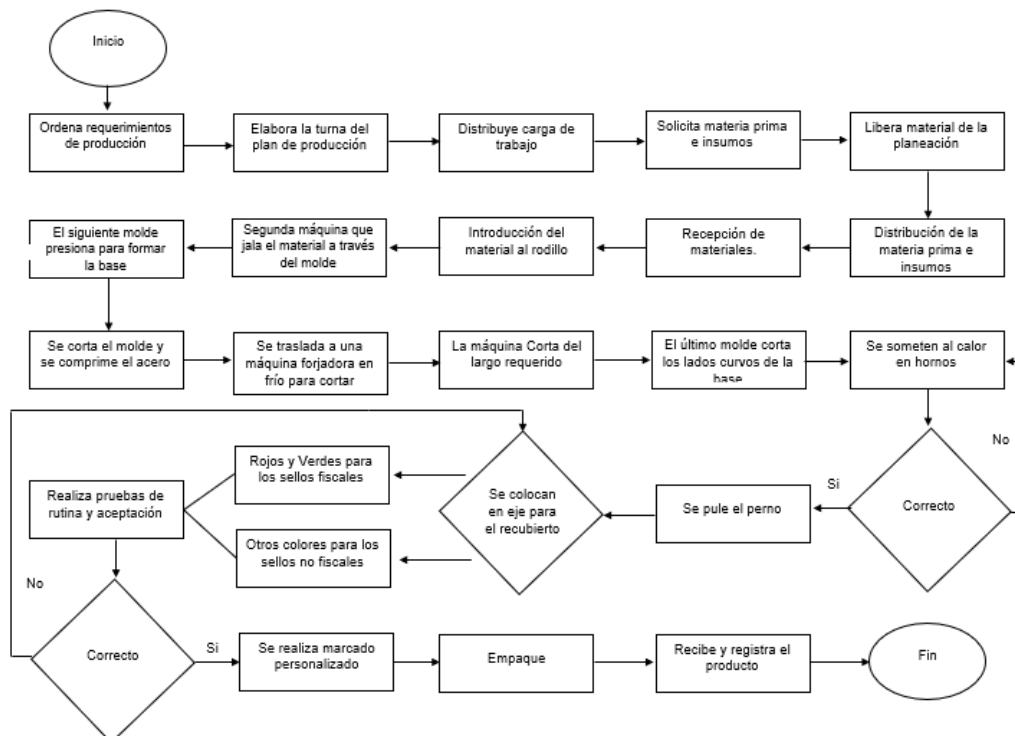 Inicio
Ordena requerimientos
de producción
Elabora la turna del
plan de producción
Distribuye carga de
trabajo
Solicita materia prima
e insumos
Libera material de la
planeación
El siguiente molde
presiona para formar
la base
Segunda máquina que
jala el material a través
del molde
Introducción del
material al rodillo
Recepción de
materiales.
Distribución de la
materia prima e
insumos
Se corta el molde y
se comprime el acero
Se traslada a una
máquina forjadora en
frío para cortar
La máquina Corta del
largo requerido
El último molde corta
los lados curvos de la
base
Se someten al calor
en hornos
No
Realiza pruebas de
rutina y aceptación
Rojos y Verdes para
los sellos fiscales
Otros colores para los
sellos no fiscales
Se colocan
en eje para
el recubierto
Se pule el perno
Si
Correcto
No
Correcto
Si
Se realiza marcado
personalizado
Empaque
Recibe y registra el
producto
Fin